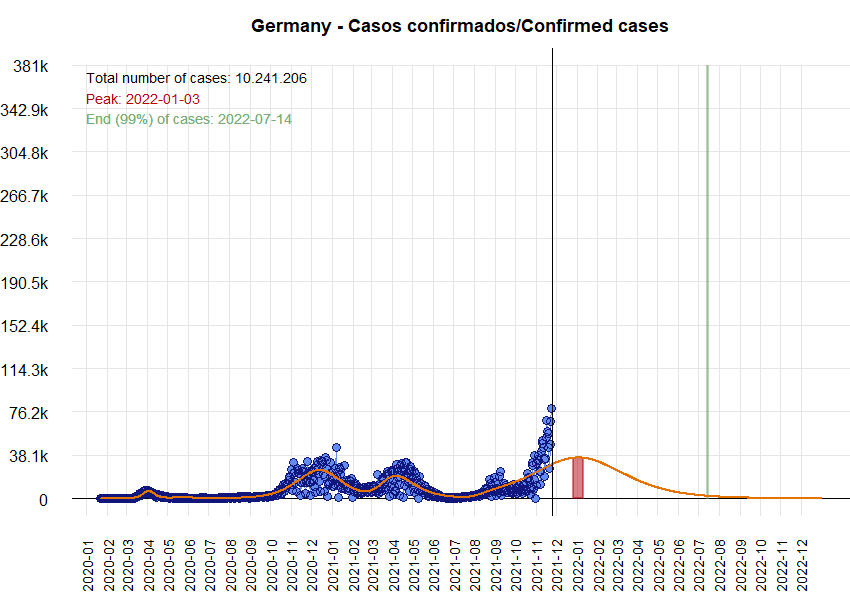 Germany - Casos confirmados/Confirmed cases
381k
Total number of cases: 10.241.206
Peak: 2022-01-03
End (99%) of cases: 2022-07-14
342.9k
304.8k
266.7k
228.6k
190.5k
152.4k
114.3k
76.2k
38.1k
0
2020-01
2020-02
2020-03
2020-04
2020-05
2020-06
2020-07
2020-08
2020-09
2020-10
2020-11
2020-12
2021-01
2021-02
2021-03
2021-04
2021-05
2021-06
2021-07
2021-08
2021-09
2021-10
2021-11
2021-12
2022-01
2022-02
2022-03
2022-04
2022-05
2022-06
2022-07
2022-08
2022-09
2022-10
2022-11
2022-12